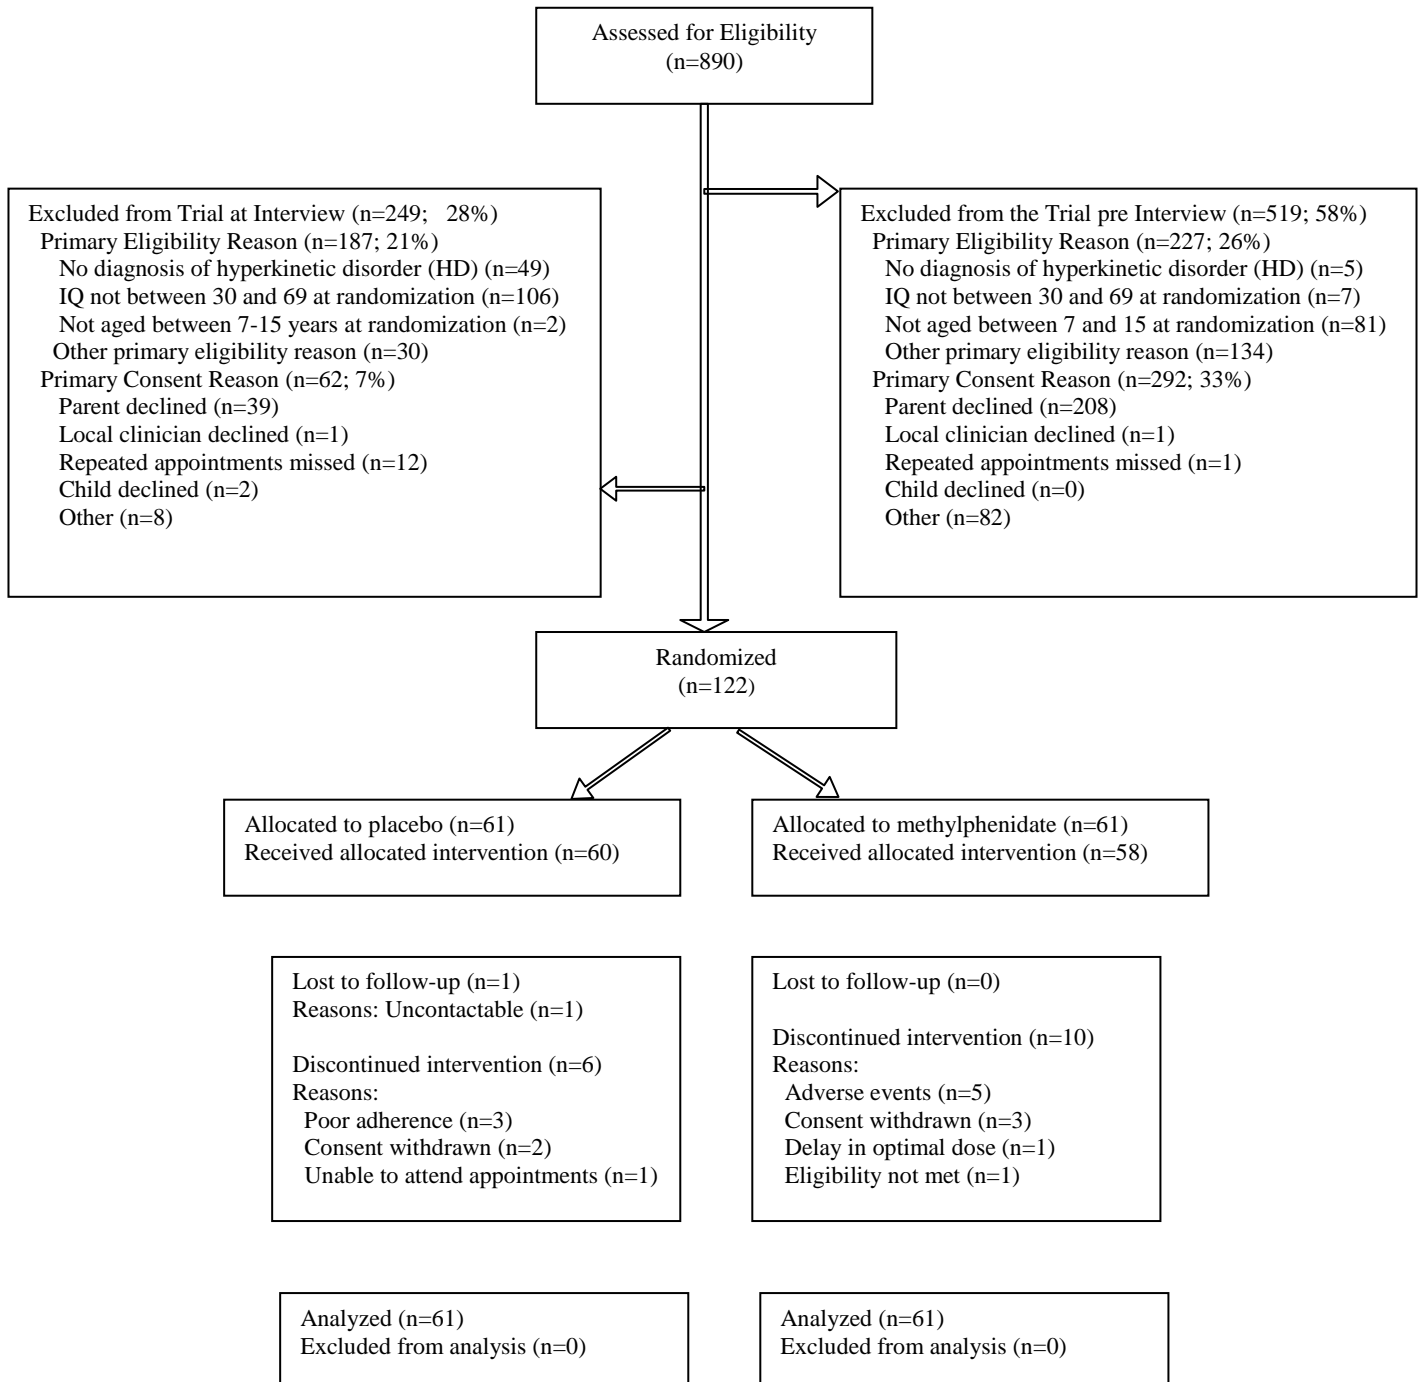 Assessed for Eligibility
(n=890)
Excluded from Trial at Interview (n=249; 28%)
Primary Eligibility Reason (n=187; 21%)
No diagnosis of hyperkinetic disorder (HD) (n=49)
IQ not between 30 and 69 at randomization (n=106)
Not aged between 7-15 years at randomization (n=2)
Other primary eligibility reason (n=30)
Primary Consent Reason (n=62; 7%)
Parent declined (n=39)
Local clinician declined (n=1)
Repeated appointments missed (n=12)
Child declined (n=2)
Other (n=8)
Excluded from the Trial pre Interview (n=519; 58%)
Primary Eligibility Reason (n=227; 26%)
No diagnosis of hyperkinetic disorder (HD) (n=5)
IQ not between 30 and 69 at randomization (n=7)
Not aged between 7 and 15 at randomization (n=81)
Other primary eligibility reason (n=134)
Primary Consent Reason (n=292; 33%)
Parent declined (n=208)
Local clinician declined (n=1)
Repeated appointments missed (n=1)
Child declined (n=0)
Other (n=82)
Randomized
(n=122)
Allocated to placebo (n=61)
Received allocated intervention (n=60)
Allocated to methylphenidate (n=61)
Received allocated intervention (n=58)
Lost to follow-up (n=1)
Reasons: Uncontactable (n=1)
Discontinued intervention (n=6)
Reasons:
Poor adherence (n=3)
Consent withdrawn (n=2)
Unable to attend appointments (n=1)
Lost to follow-up (n=0)
Discontinued intervention (n=10)
Reasons:
Adverse events (n=5)
Consent withdrawn (n=3)
Delay in optimal dose (n=1)
Eligibility not met (n=1)
Analyzed (n=61)
Excluded from analysis (n=0)
Analyzed (n=61)
Excluded from analysis (n=0)